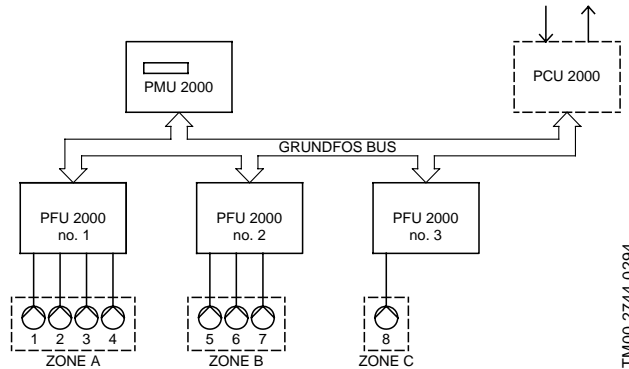 PMU 2000
PCU 2000
GRUNDFOS BUS
PFU 2000
no. 1
PFU 2000
no. 2
PFU 2000
no. 3
1 2 3 4
5 6 7
8
ZONE A
ZONE B
ZONE C
TM00 2744 0294